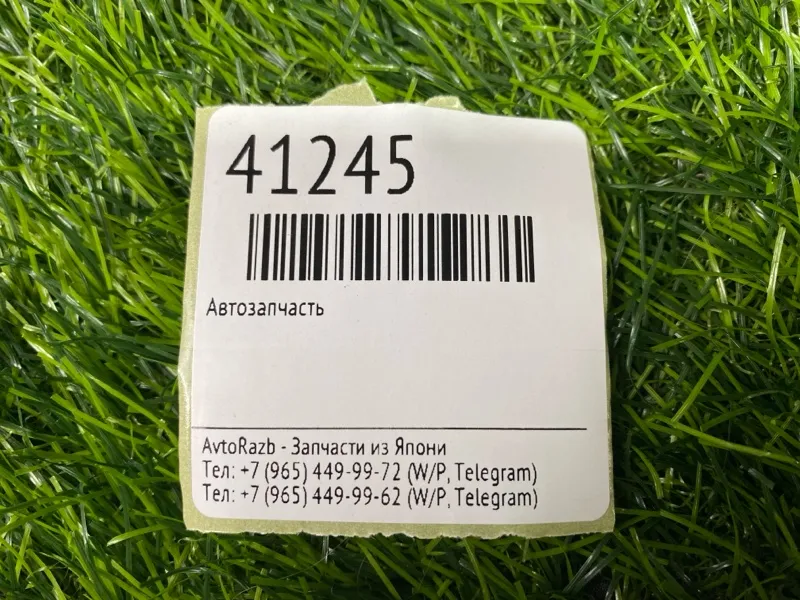 41245
Автозапчасть
AvtoRazb - Запчасти из Япони
Тел: +7 (965) 449-99-72 (W/P, Telegram)
Тел: +7 (965) 449-99-62 (W/P, Telegram)